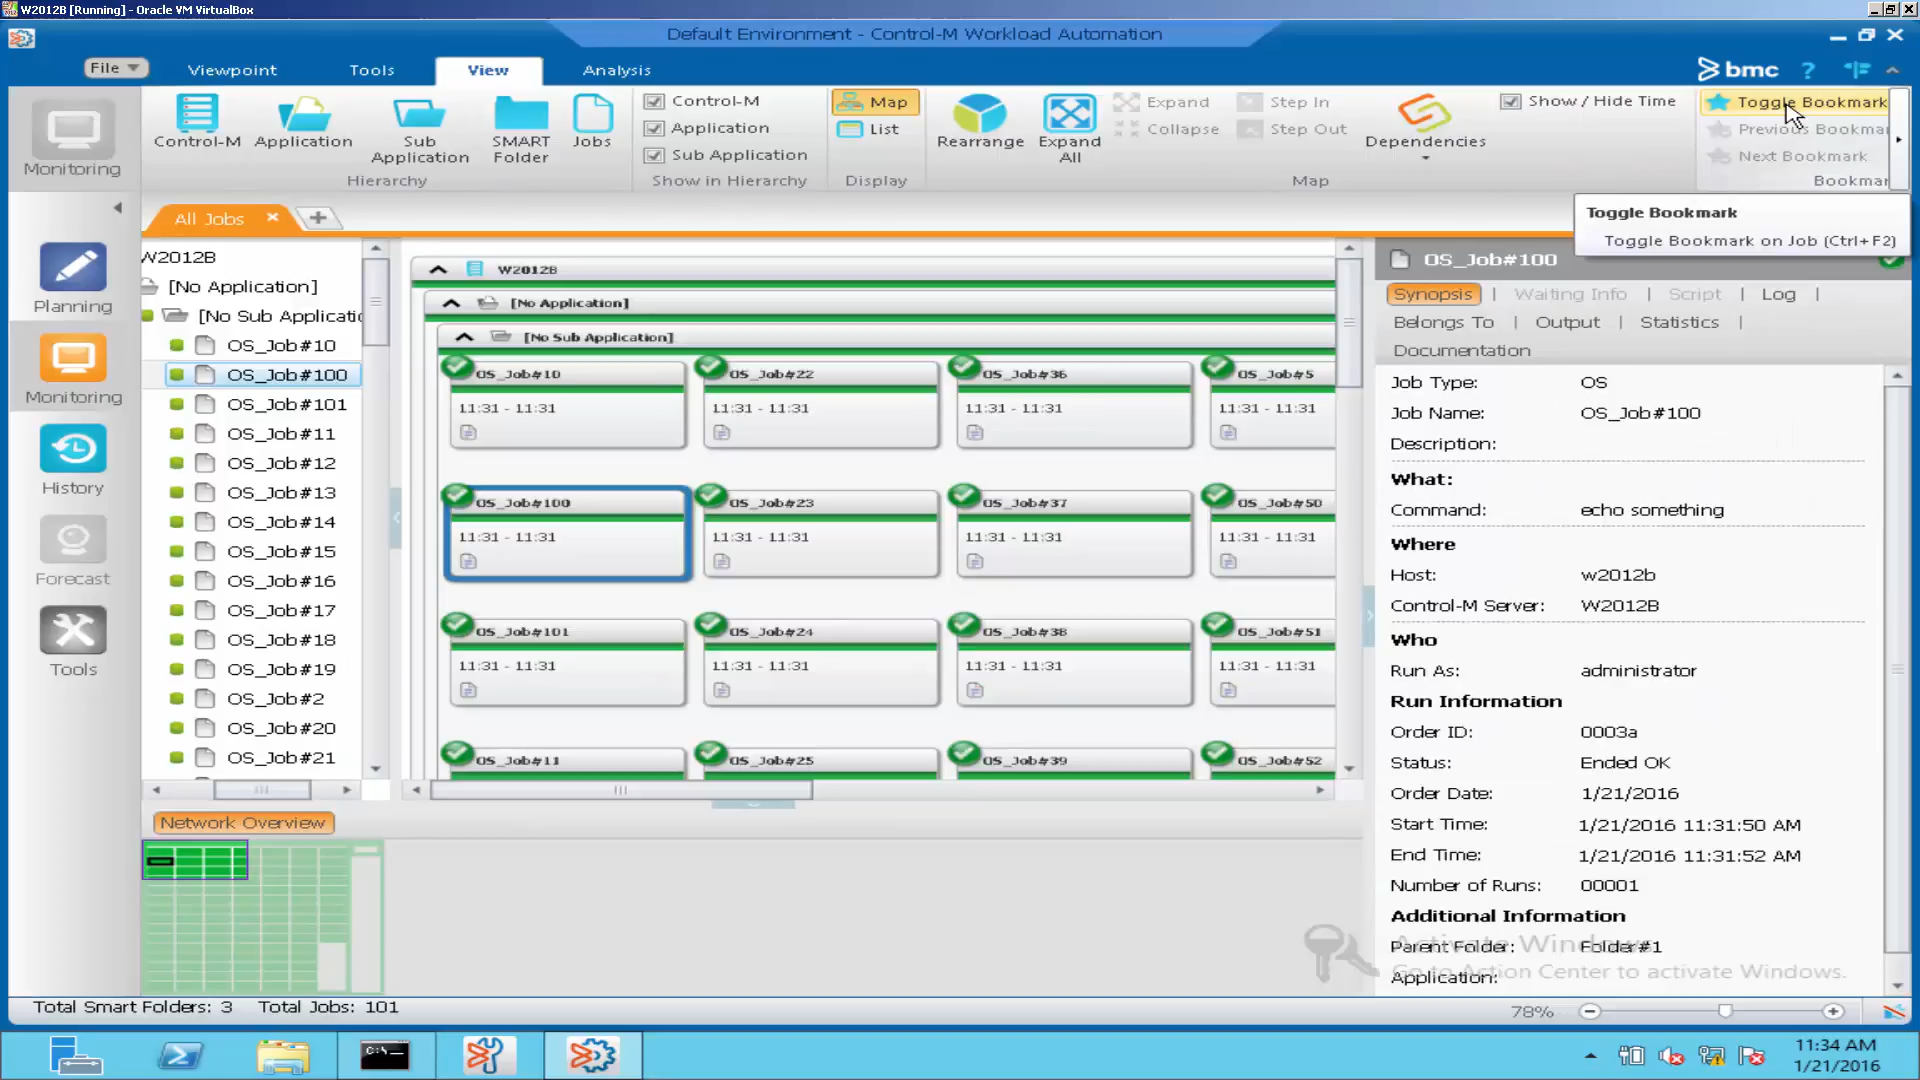 W2012B [Running] - Oracle VM VirtualBox
Default Environment - Control-M Workload Automation
File
Viewpoint
Tools
View
Analysis
bmc
?
Monitoring
Control-M
Application
Sub
Application
SMART
Folder
Jobs
Hierarchy
Control-M
Application
Sub Application
Show in Hierarchy
Map
List
Display
Rearrange
Expand
All
Expand
Collapse
Step In
Step Out
Dependencies
Show / Hide Time
Map
Toggle Bookmark
Previous Bookmar
Next Bookmark
Bookmar
Toggle Bookmark
Toggle Bookmark on Job (Ctrl+F2)
All Jobs
Planning
Monitoring
History
Forecast
Tools
W2012B
[No Application]
[No Sub Applicatio
OS_Job#10
OS_Job#100
OS_Job#101
OS_Job#11
OS_Job#12
OS_Job#13
OS_Job#14
OS_Job#15
OS_Job#16
OS_Job#17
OS_Job#18
OS_Job#19
OS_Job#2
OS_Job#20
OS_Job#21
W2012B
[No Application]
[No Sub Application]
OS_Job#10
11:31 - 11:31
OS_Job#22
11:31 - 11:31
OS_Job#36
11:31 - 11:31
OS_Job#5
11:31 - 11:31
OS_Job#100
11:31 - 11:31
OS_Job#23
11:31 - 11:31
OS_Job#37
11:31 - 11:31
OS_Job#50
11:31 - 11:31
OS_Job#101
11:31 - 11:31
OS_Job#24
11:31 - 11:31
OS_Job#38
11:31 - 11:31
OS_Job#51
11:31 - 11:31
OS_Job#11
OS_Job#25
OS_Job#39
OS_Job#52
OS_Job#100
Synopsis | Waiting Info | Script | Log |
Belongs To | Output | Statistics |
Documentation
Job Type: OS
Job Name: OS_Job#100
Description:
What:
Command: echo something
Where
Host: w2012b
Control-M Server: W2012B
Who
Run As: administrator
Run Information
Order ID: 0003a
Status: Ended OK
Order Date: 1/21/2016
Start Time: 1/21/2016 11:31:50 AM
End Time: 1/21/2016 11:31:52 AM
Number of Runs: 00001
Additional Information
Parent Folder: Folder#1
Application:
Activate Windows
Go to Action Center to activate Windows.
Network Overview
Total Smart Folders: 3 Total Jobs: 101
78%
C:\.
11:34 AM
1/21/2016